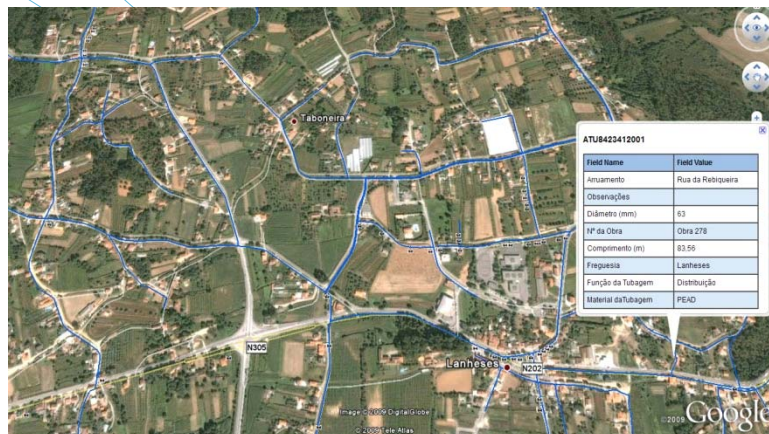 Taboneira
ATU8423412001
Field Name Field Value
Arruamento Rua da Rebiqueira
Observações
Diâmetro (mm) 63
Nº da Obra Obra 278
Comprimento (m) 83,56
Freguesia Lanheses
Função da Tubagem Distribuição
Material daTubagem PEAD
N305
Lanheses
N202
Image © 2009 DigitalGlobe
© 2009 Tele Atlas
©2009 Google